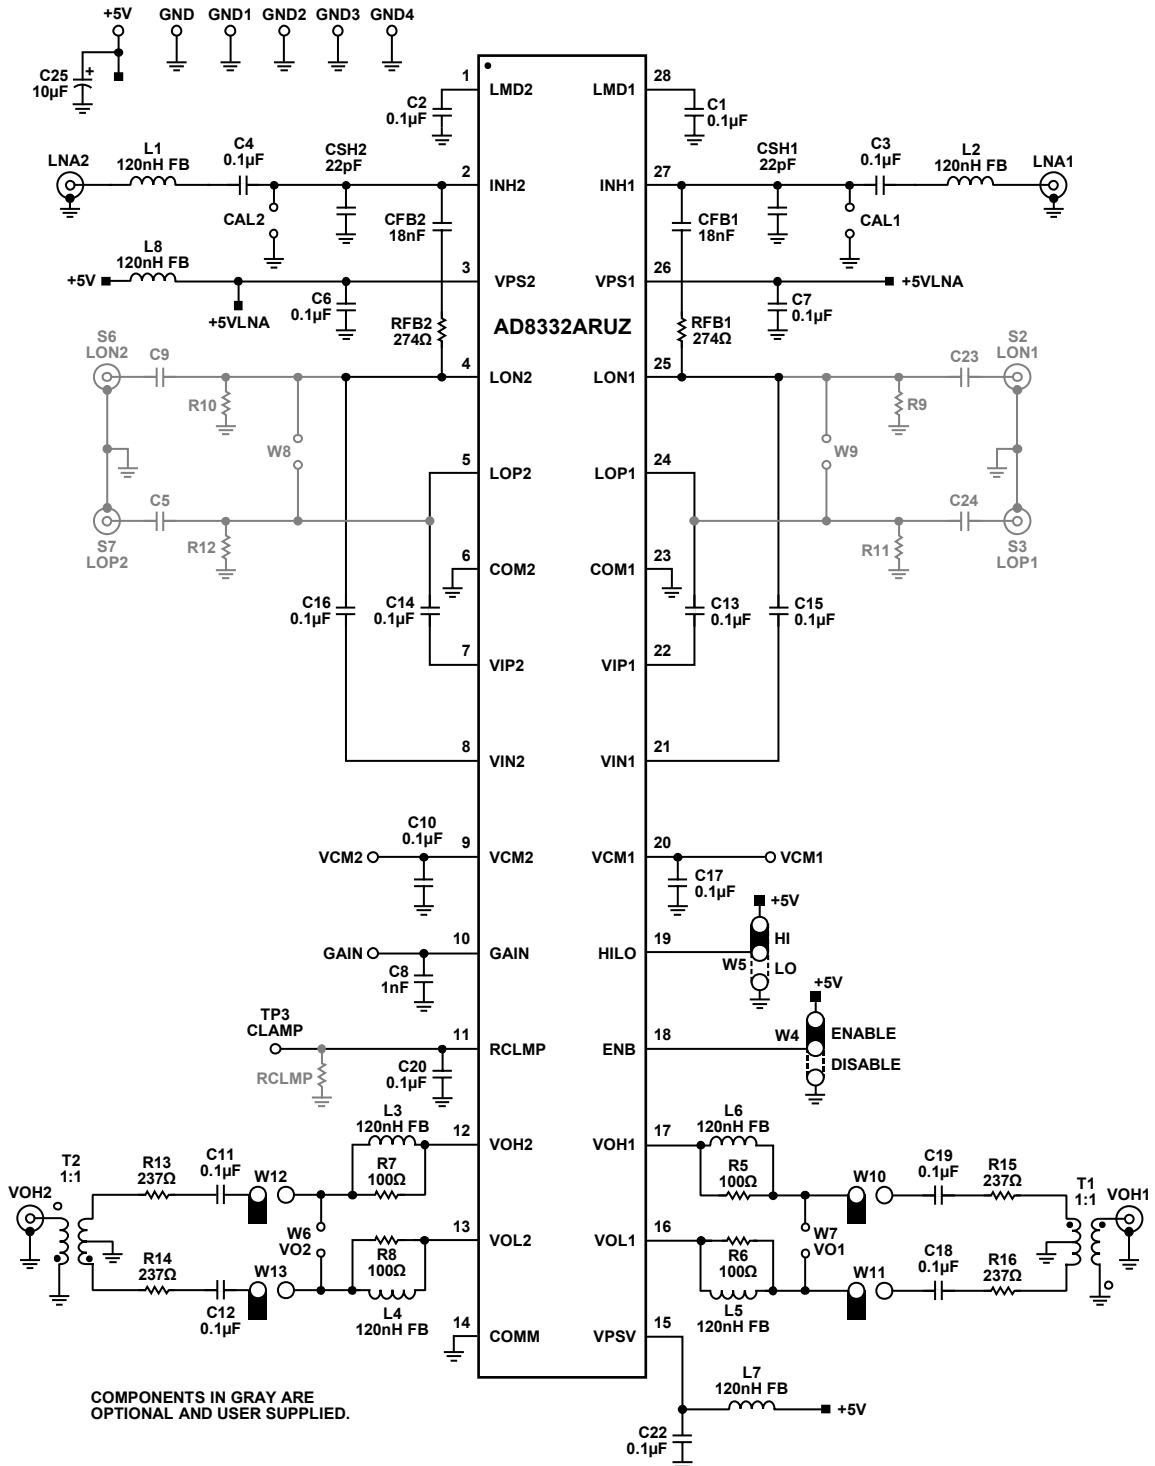 +5V GND GND1 GND2 GND3 GND4
C25
10µF
+
1 LMD2 LMD1 28
C2
0.1µF
C1
0.1µF
LNA2
L1
120nH FB
C4
0.1µF
CSH2
22pF
2 INH2 INH1 27
CSH1
22pF
C3
0.1µF
L2
120nH FB
LNA1
CAL2
CFB2
18nF
CFB1
18nF
CAL1
+5V
L8
120nH FB
3 VPS2 VPS1 26
+5VLNA
+5VLNA
C6
0.1µF
C7
0.1µF
RFB2
274Ω
AD8332ARUZ
RFB1
274Ω
S6
LON2
C9
4 LON2 LON1 25
C23
S2
LON1
R10
R9
W8
W9
5 LOP2 LOP1 24
C5
C24
S7
LOP2
R12
R11
S3
LOP1
6 COM2 COM1 23
C16
0.1µF
C14
0.1µF
C13
0.1µF
C15
0.1µF
7 VIP2 VIP1 22
8 VIN2 VIN1 21
C10
0.1µF
VCM2
9 VCM2 VCM1 20
VCM1
C17
0.1µF
+5V
GAIN
10 GAIN HILO 19
HI
W5
LO
C8
1nF
+5V
TP3
CLAMP
11 RCLMP ENB 18
W4
ENABLE
DISABLE
RCLMP
C20
0.1µF
L3
120nH FB
12 VOH2 VOH1 17
L6
120nH FB
VOH2
T2
1:1
R13
237Ω
C11
0.1µF
W12
R7
100Ω
R5
100Ω
W10
C19
0.1µF
R15
237Ω
T1
1:1
VOH1
W6
VO2
13 VOL2 VOL1 16
W7
VO1
R14
237Ω
C12
0.1µF
W13
R8
100Ω
L4
120nH FB
R6
100Ω
L5
120nH FB
W11
C18
0.1µF
R16
237Ω
14 COMM VPSV 15
L7
120nH FB
+5V
C22
0.1µF
COMPONENTS IN GRAY ARE
OPTIONAL AND USER SUPPLIED.